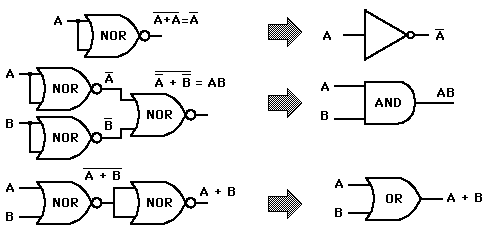 A NOR A+A=A A A
A NOR A A + B = AB A AB
NOR AND
B NOR B B
A A + B A
NOR NOR A + B OR A + B
B B